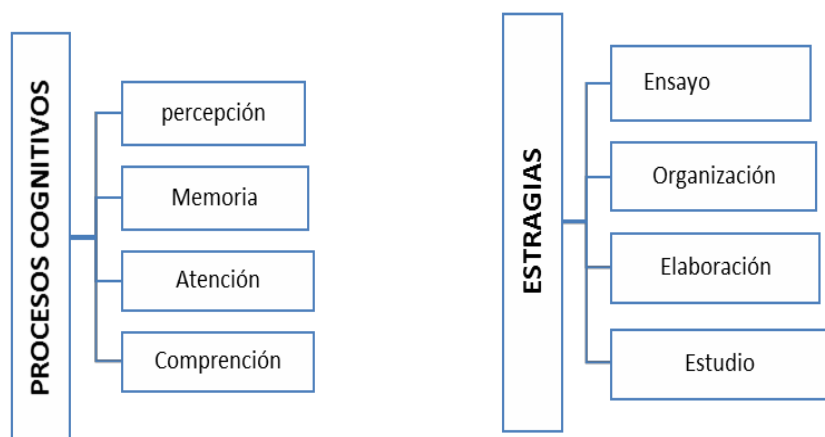 PROCESOS COGNITIVOS
percepción
Memoria
Atención
Comprención
ESTRAGIAS
Ensayo
Organización
Elaboración
Estudio